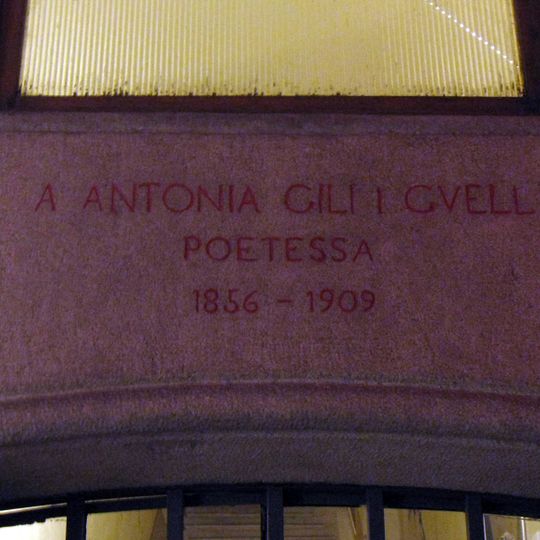 A ANTONIA GILI I GVELL
POETESSA
1856 - 1909